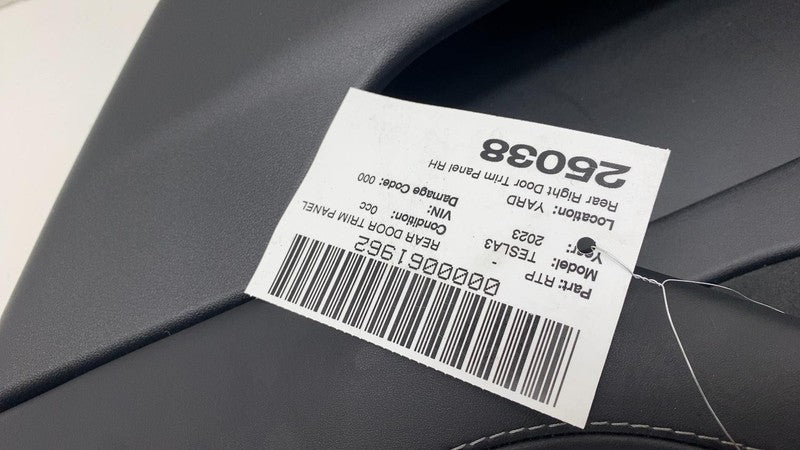 0000061962
Part: RTP - REAR DOOR TRIM PANEL
Model: TESLA3 Condition: 0cc
Year: 2023 VIN:
Location: YARD Damage Code: 000
Rear Right Door Trim Panel RH
25038